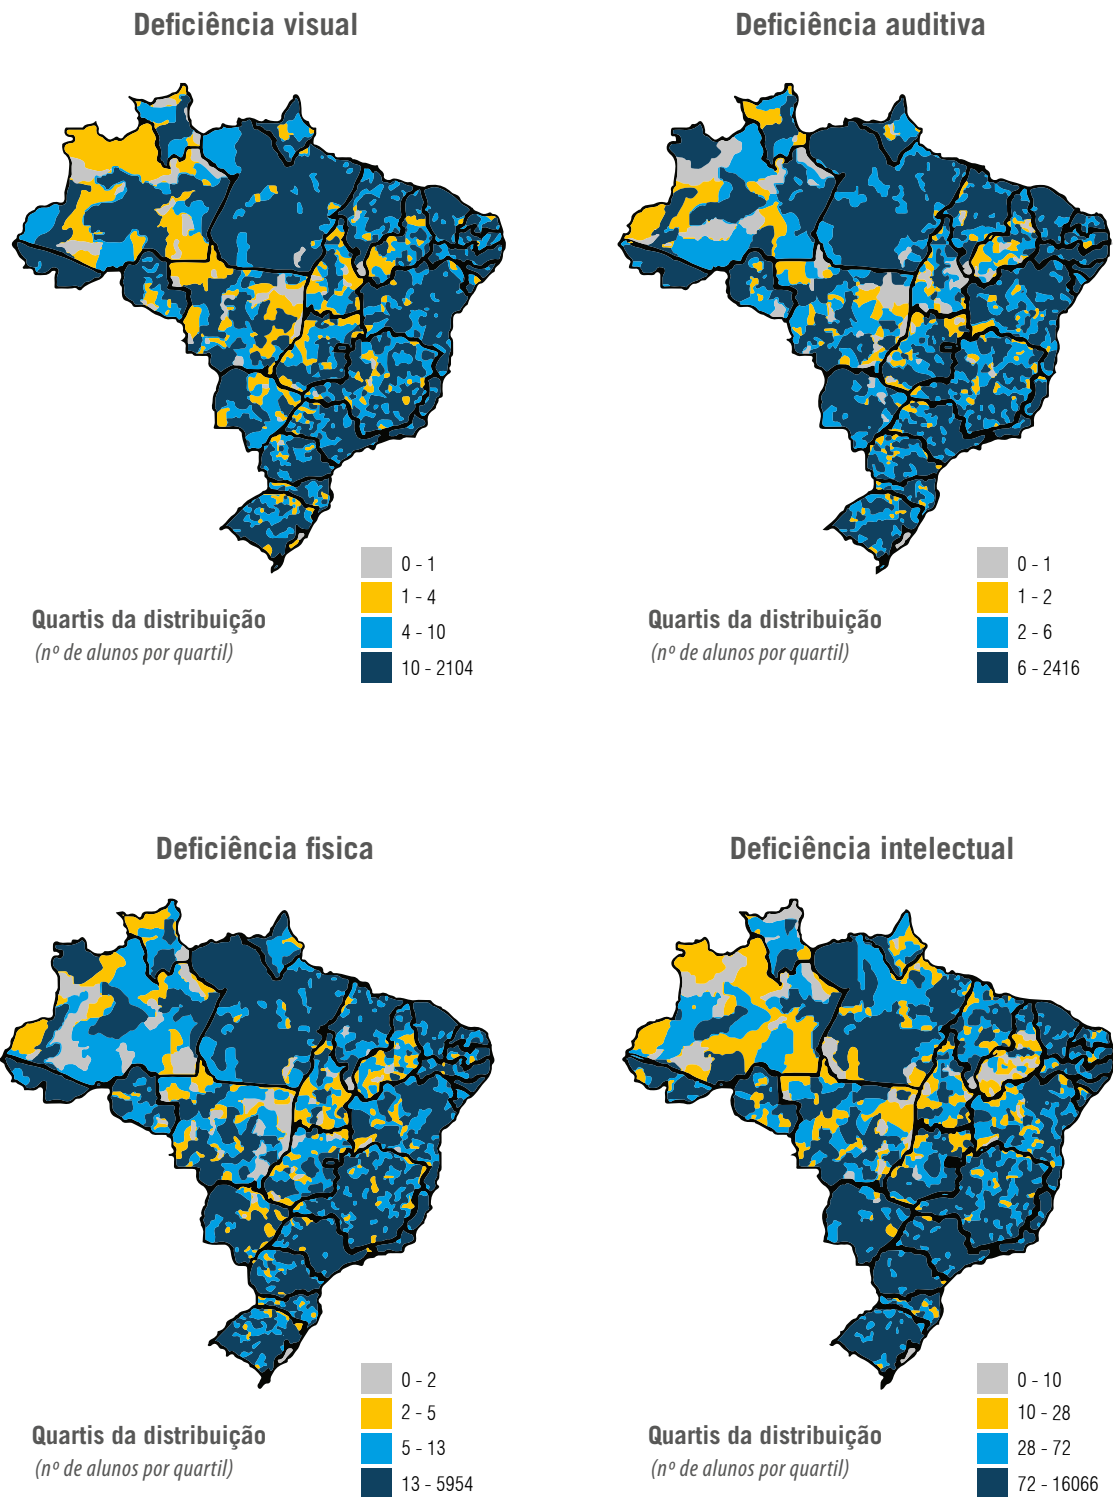 Deficiência visual
Deficiência auditiva
0 - 1
1 - 4
4 - 10
10 - 2104
Quartis da distribuição
(nº de alunos por quartil)
0 - 1
1 - 2
2 - 6
6 - 2416
Quartis da distribuição
(nº de alunos por quartil)
Deficiência fisica
Deficiência intelectual
0 - 2
2 - 5
5 - 13
13 - 5954
Quartis da distribuição
(nº de alunos por quartil)
0 - 10
10 - 28
28 - 72
72 - 16066
Quartis da distribuição
(nº de alunos por quartil)